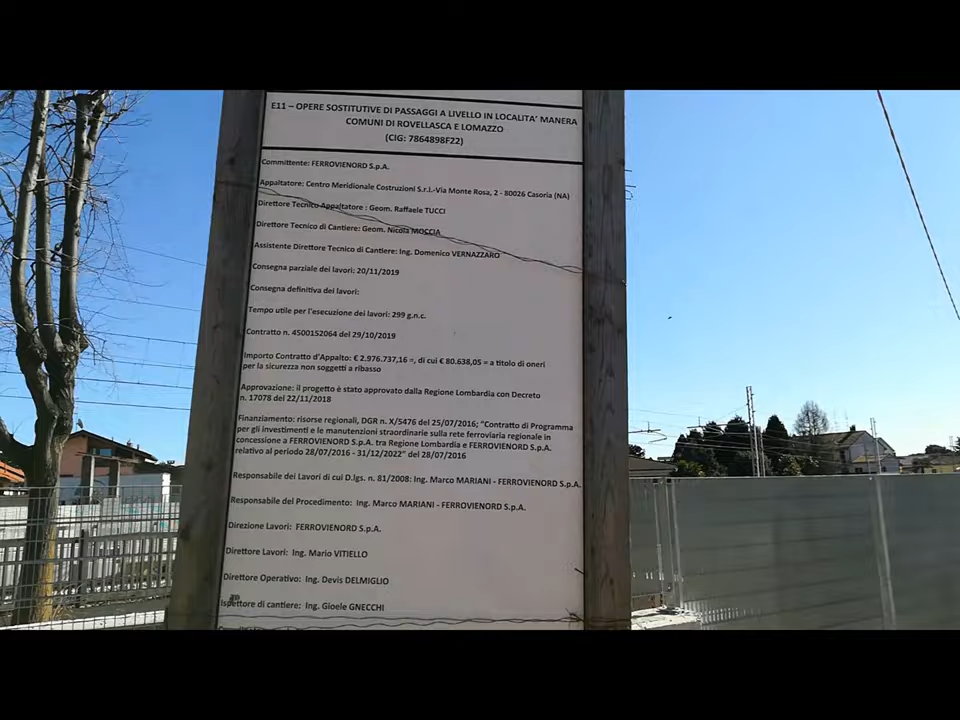 E11 – OPERE SOSTITUTIVE DI PASSAGGI A LIVELLO IN LOCALITA' MANERA
COMUNI DI ROVELLASCA E LOMAZZO
(CIG: 7864898F22)
Committente: FERROVIENORD S.p.A.
Appaltatore: Centro Meridionale Costruzioni S.r.l.-Via Monte Rosa, 2 - 80026 Casoria (NA)
Direttore Tecnico Appaltatore : Geom. Raffaele TUCCI
Direttore Tecnico di Cantiere: Geom. Nicola MOCCIA
Assistente Direttore Tecnico di Cantiere: Ing. Domenico VERNAZZARO
Consegna parziale dei lavori: 20/11/2019
Consegna definitiva dei lavori:
Tempo utile per l'esecuzione dei lavori: 299 g.n.c.
Contratto n. 4500152064 del 29/10/2019
Importo Contratto d'Appalto: € 2.976.737,16 =, di cui € 80.638,05 = a titolo di oneri
per la sicurezza non soggetti a ribasso
Approvazione: il progetto è stato approvato dalla Regione Lombardia con Decreto
n. 17078 del 22/11/2018
Finanziamento: risorse regionali, DGR n. X/5476 del 25/07/2016; "Contratto di Programma
per gli investimenti e le manutenzioni straordinarie sulla rete ferroviaria regionale in
concessione a FERROVIENORD S.p.A. tra Regione Lombardia e FERROVIENORD S.p.A.
relativo al periodo 28/07/2016 - 31/12/2022" del 28/07/2016
Responsabile dei Lavori di cui D.lgs. n. 81/2008: Ing. Marco MARIANI - FERROVIENORD S.p.A.
Responsabile del Procedimento: Ing. Marco MARIANI - FERROVIENORD S.p.A.
Direzione Lavori: FERROVIENORD S.p.A.
Direttore Lavori: Ing. Mario VITIELLO
Direttore Operativo: Ing. Devis DELMIGLIO
Ispettore di cantiere: Ing. Gioele GNECCHI